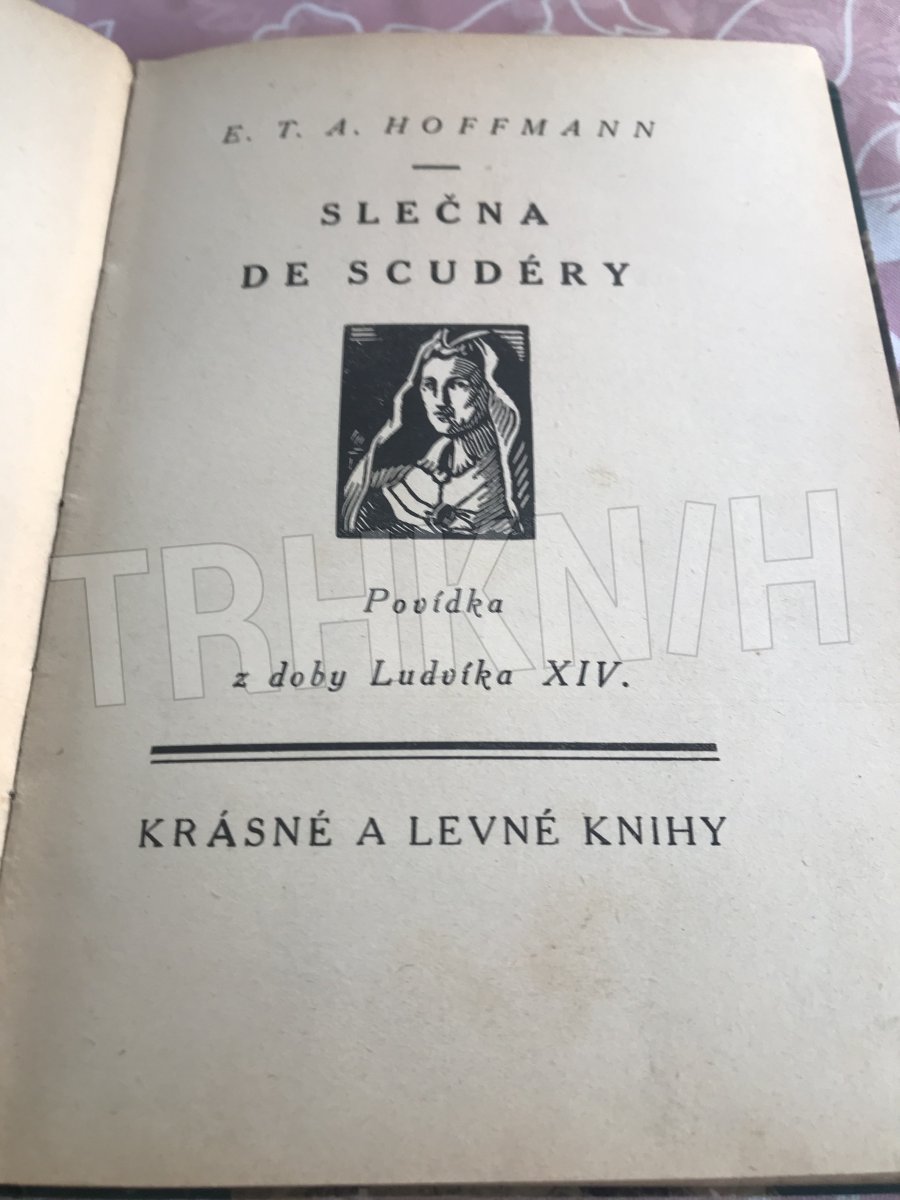 E. T. A. HOFFMANN
SLEČNA
DE SCUDÉRY
TRHKNIH
Povídka
z doby Ludvíka XIV.
KRÁSNÉ A LEVNÉ KNIHY